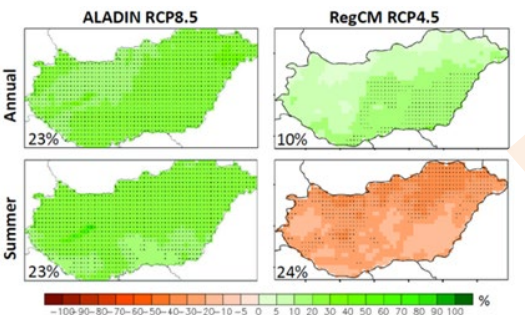 ALADIN RCP8.5 RegCM RCP4.5
Annual
23% 10%
Summer
23% 24%
%
-100-90-80-70-60-50-40-30-20-10-5 0 5 10 20 30 40 50 60 70 80 90 100